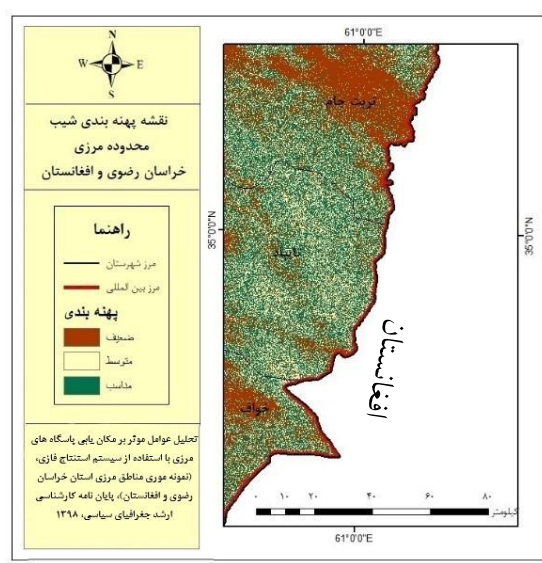 N
W E
S
نقشه پهنه بندی شیب
محدوده مرزی
خراسان رضوی و افغانستان
راهنما
مرز شهرستان
مرز بین المللی
پهنه بندی
ضعیف
متوسط
مناسب
تحلیل عوامل موثر بر مکان یابی پاسگاه های
مرزی با استفاده از سیستم استنتاج فازی،
(نمونه موری مناطق مرزی استان خراسان
رضوی و افغانستان)، پایان نامه کارشناسی
ارشد جغرافیای سیاسی، ۱۳۹۸
61°0'0"E
تربت جام
35°0'0"N
35°0'0"N
تایباد
افغانستان
خواف
۰ ۱۰ ۲۰ ۴۰ ۶۰ ۸۰
کیلومتر
61°0'0"E